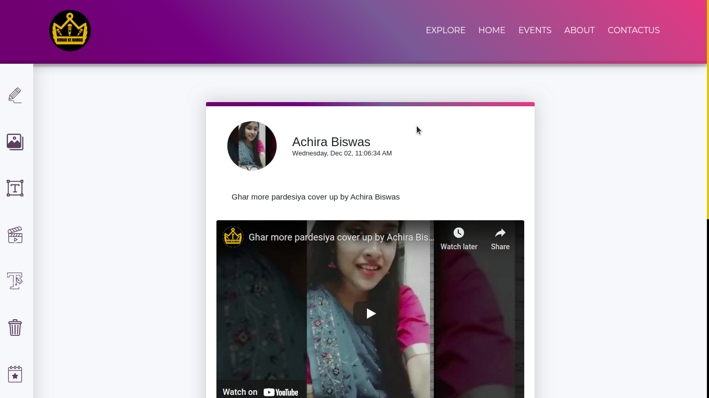 EXPLORE HOME EVENTS ABOUT CONTACTUS
Achira Biswas
Wednesday, Dec 02, 11:06:34 AM
Ghar more pardesiya cover up by Achira Biswas
Ghar more pardesiya cover up by Achira Bis...
Watch later Share
Watch on YouTube